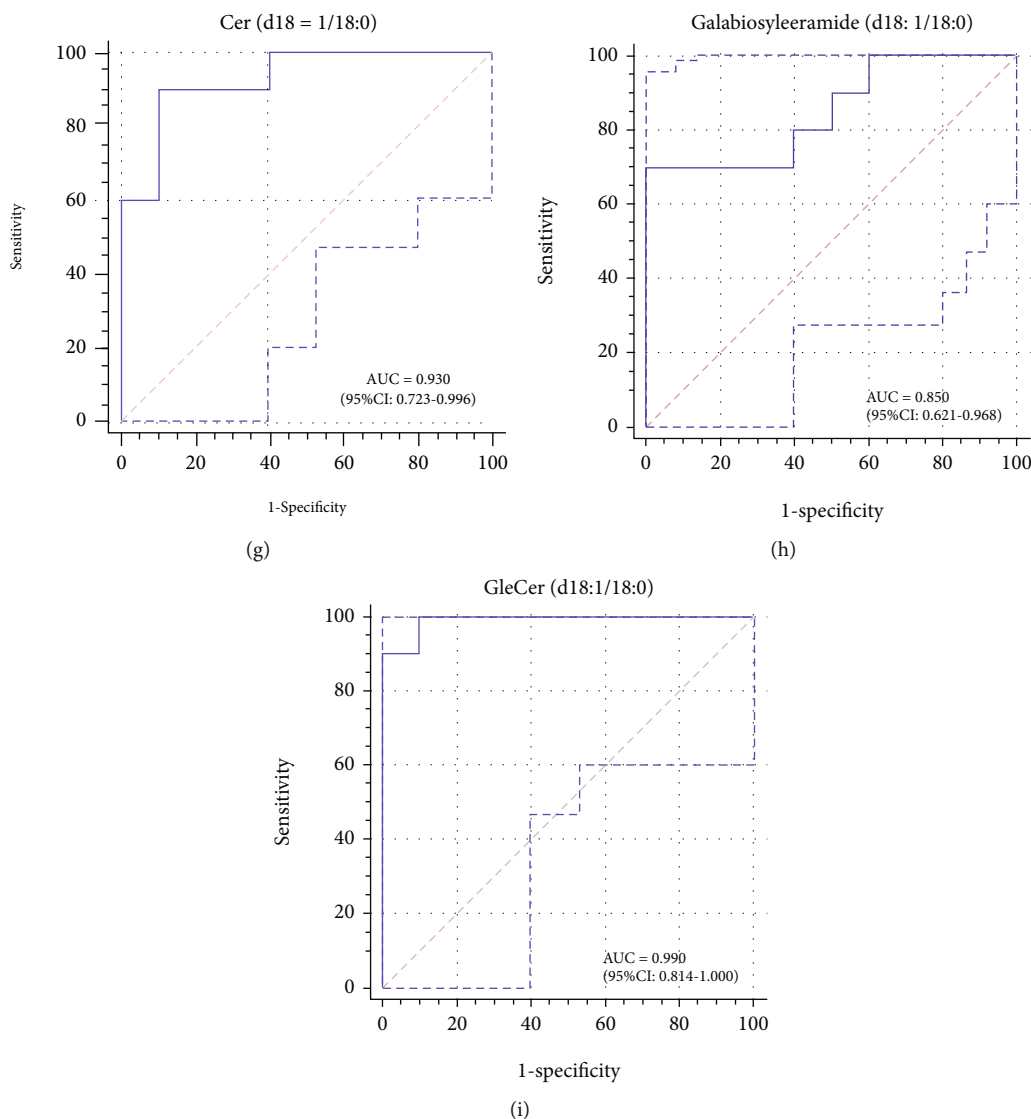 Cer (d18 = 1/18:0)
100
80
60
40
20
0
Sensitivity
AUC = 0.930
(95%CI: 0.723-0.996)
0 20 40 60 80 100
1-Specificity
(g)
Galabiosyleeramide (d18: 1/18:0)
100
80
60
40
20
0
Sensitivity
AUC = 0.850
(95%CI: 0.621-0.968)
0 20 40 60 80 100
1-specificity
(h)
GleCer (d18:1/18:0)
100
80
60
40
20
0
Sensitivity
AUC = 0.990
(95%CI: 0.814-1.000)
0 20 40 60 80 100
1-specificity
(i)